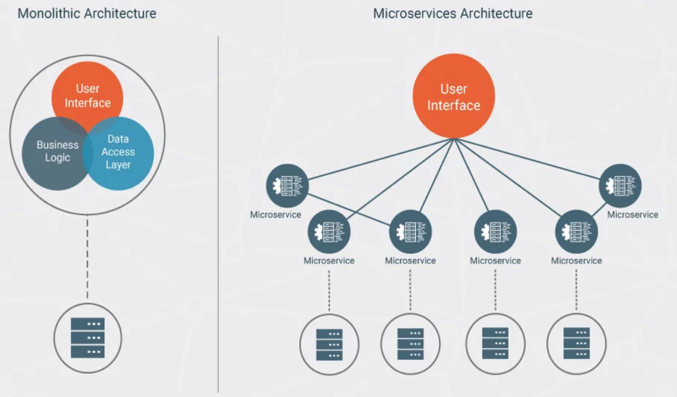 Monolithic Architecture
Microservices Architecture
User
Interface
Business
Logic
Data
Access
Layer
User
Interface
Microservice
Microservice
Microservice
Microservice
Microservice
Microservice